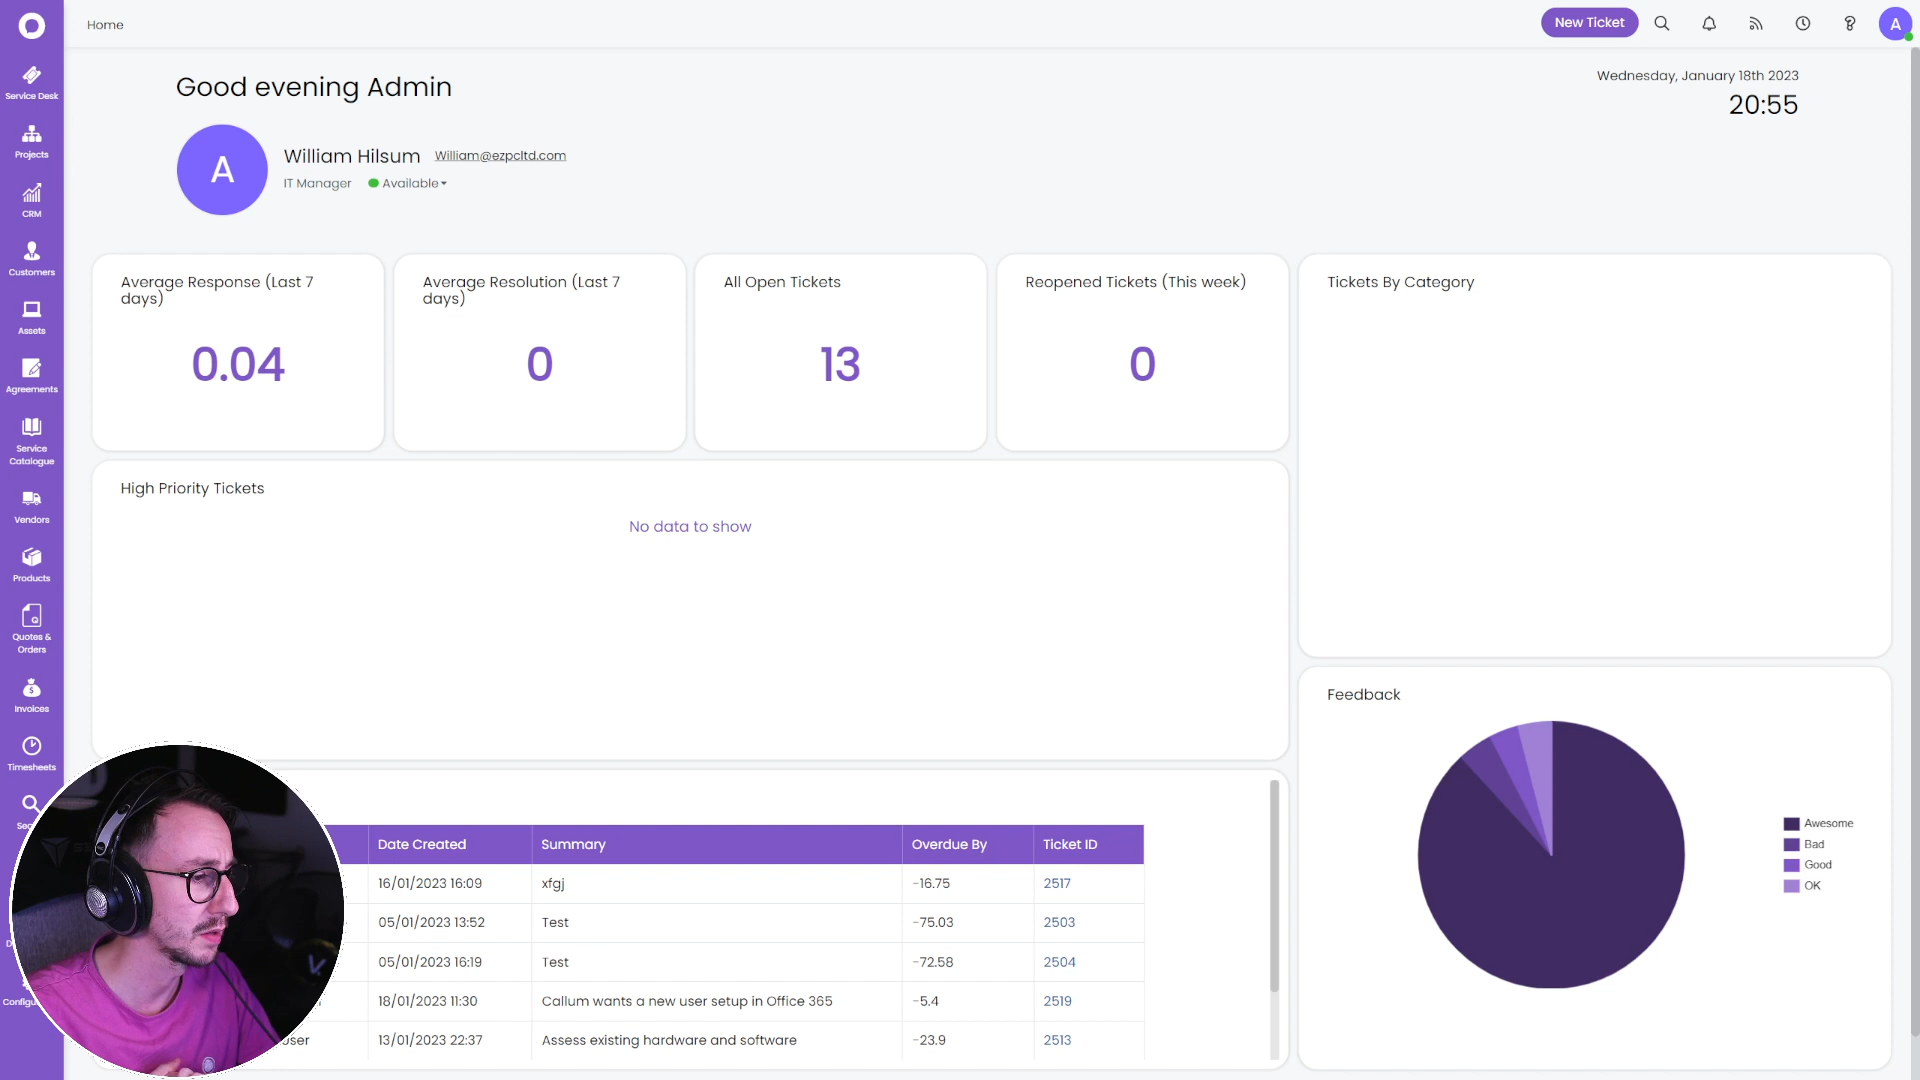 Home
New Ticket
A
Service Desk
Projects
CRM
Customers
Assets
Agreements
Service
Catalogue
Vendors
Products
Quotes &
Orders
Invoices
Timesheets
Good evening Admin
Wednesday, January 18th 2023
20:55
A
William Hilsum William@ezpcltd.com
IT Manager Available
Average Response (Last 7
days)
0.04
Average Resolution (Last 7
days)
0
All Open Tickets
13
Reopened Tickets (This week)
0
Tickets By Category
High Priority Tickets
No data to show
Feedback
Awesome
Bad
Good
OK
Date Created Summary Overdue By Ticket ID
16/01/2023 16:09 xfgj -16.75 2517
05/01/2023 13:52 Test -75.03 2503
05/01/2023 16:19 Test -72.58 2504
18/01/2023 11:30 Callum wants a new user setup in Office 365 -5.4 2519
13/01/2023 22:37 Assess existing hardware and software -23.9 2513